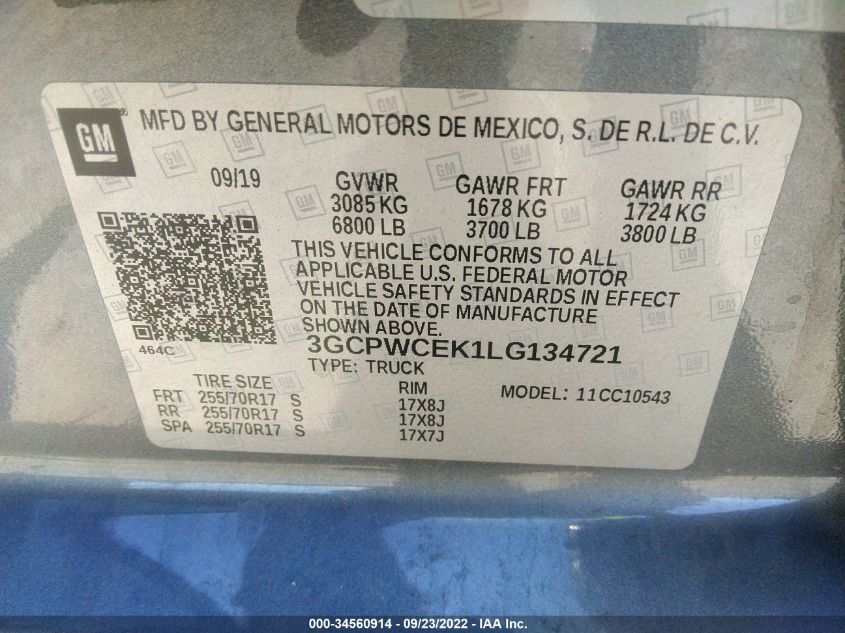 GM ® MFD BY GENERAL MOTORS DE MEXICO, S. DE R.L. DE C.V.
09/19 GVWR GAWR FRT GAWR RR
3085 KG 1678 KG 1724 KG
6800 LB 3700 LB 3800 LB
THIS VEHICLE CONFORMS TO ALL
APPLICABLE U.S. FEDERAL MOTOR
VEHICLE SAFETY STANDARDS IN EFFECT
ON THE DATE OF MANUFACTURE
SHOWN ABOVE.
464C 3GCPWCEK1LG134721
TYPE: TRUCK
TIRE SIZE RIM MODEL: 11CC10543
FRT 255/70R17 S 17X8J
RR 255/70R17 S 17X8J
SPA 255/70R17 S 17X7J
000-34560914 - 09/23/2022 - IAA Inc.